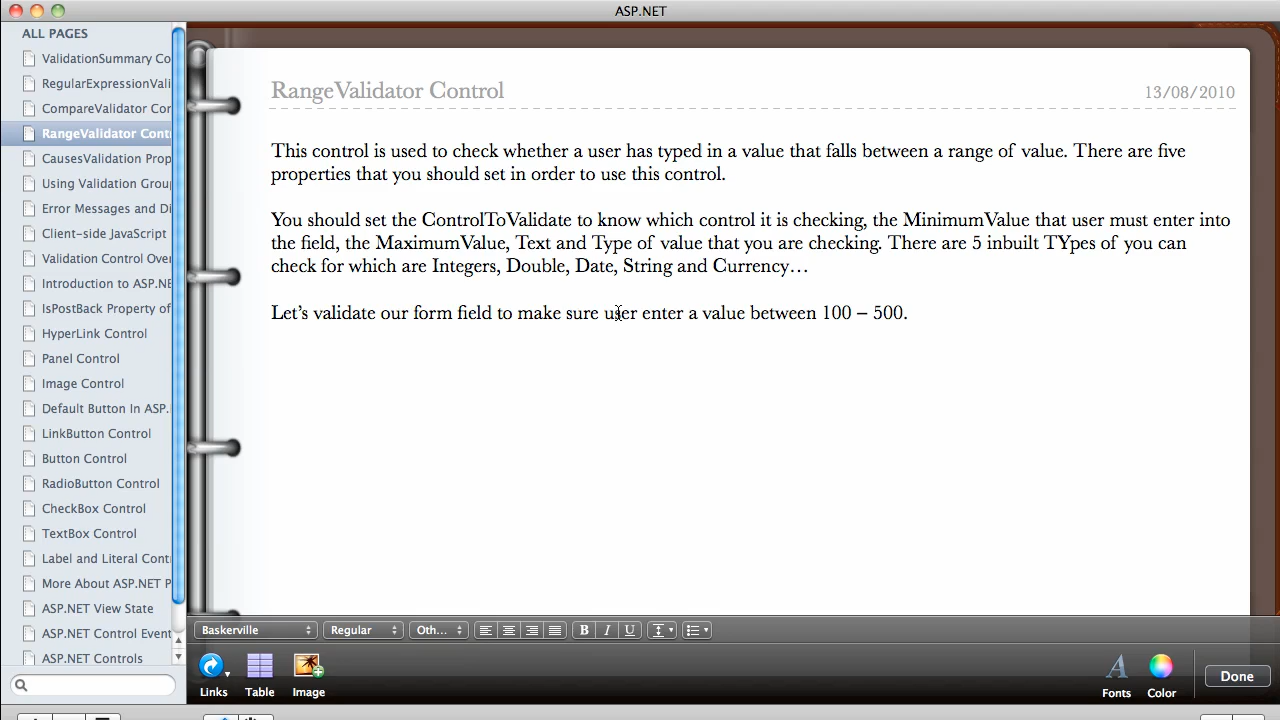 ASP.NET
ALL PAGES
ValidationSummary Co
RegularExpressionVali
CompareValidator Con
RangeValidator Cont
CausesValidation Prop
Using Validation Grou
Error Messages and Di
Client-side JavaScript
Validation Control Over
Introduction to ASP.NE
IsPostBack Property of
HyperLink Control
Panel Control
Image Control
Default Button In ASP.
LinkButton Control
Button Control
RadioButton Control
CheckBox Control
TextBox Control
Label and Literal Cont
More About ASP.NET P
ASP.NET View State
ASP.NET Control Event
ASP.NET Controls
RangeValidator Control 13/08/2010
This control is used to check whether a user has typed in a value that falls between a range of value. There are five
properties that you should set in order to use this control.
You should set the ControlToValidate to know which control it is checking, the MinimumValue that user must enter into
the field, the MaximumValue, Text and Type of value that you are checking. There are 5 inbuilt TYpes of you can
check for which are Integers, Double, Date, String and Currency…
Let's validate our form field to make sure user enter a value between 100 – 500.
Baskerville Regular Oth... B I U
Links Table Image Fonts Color Done